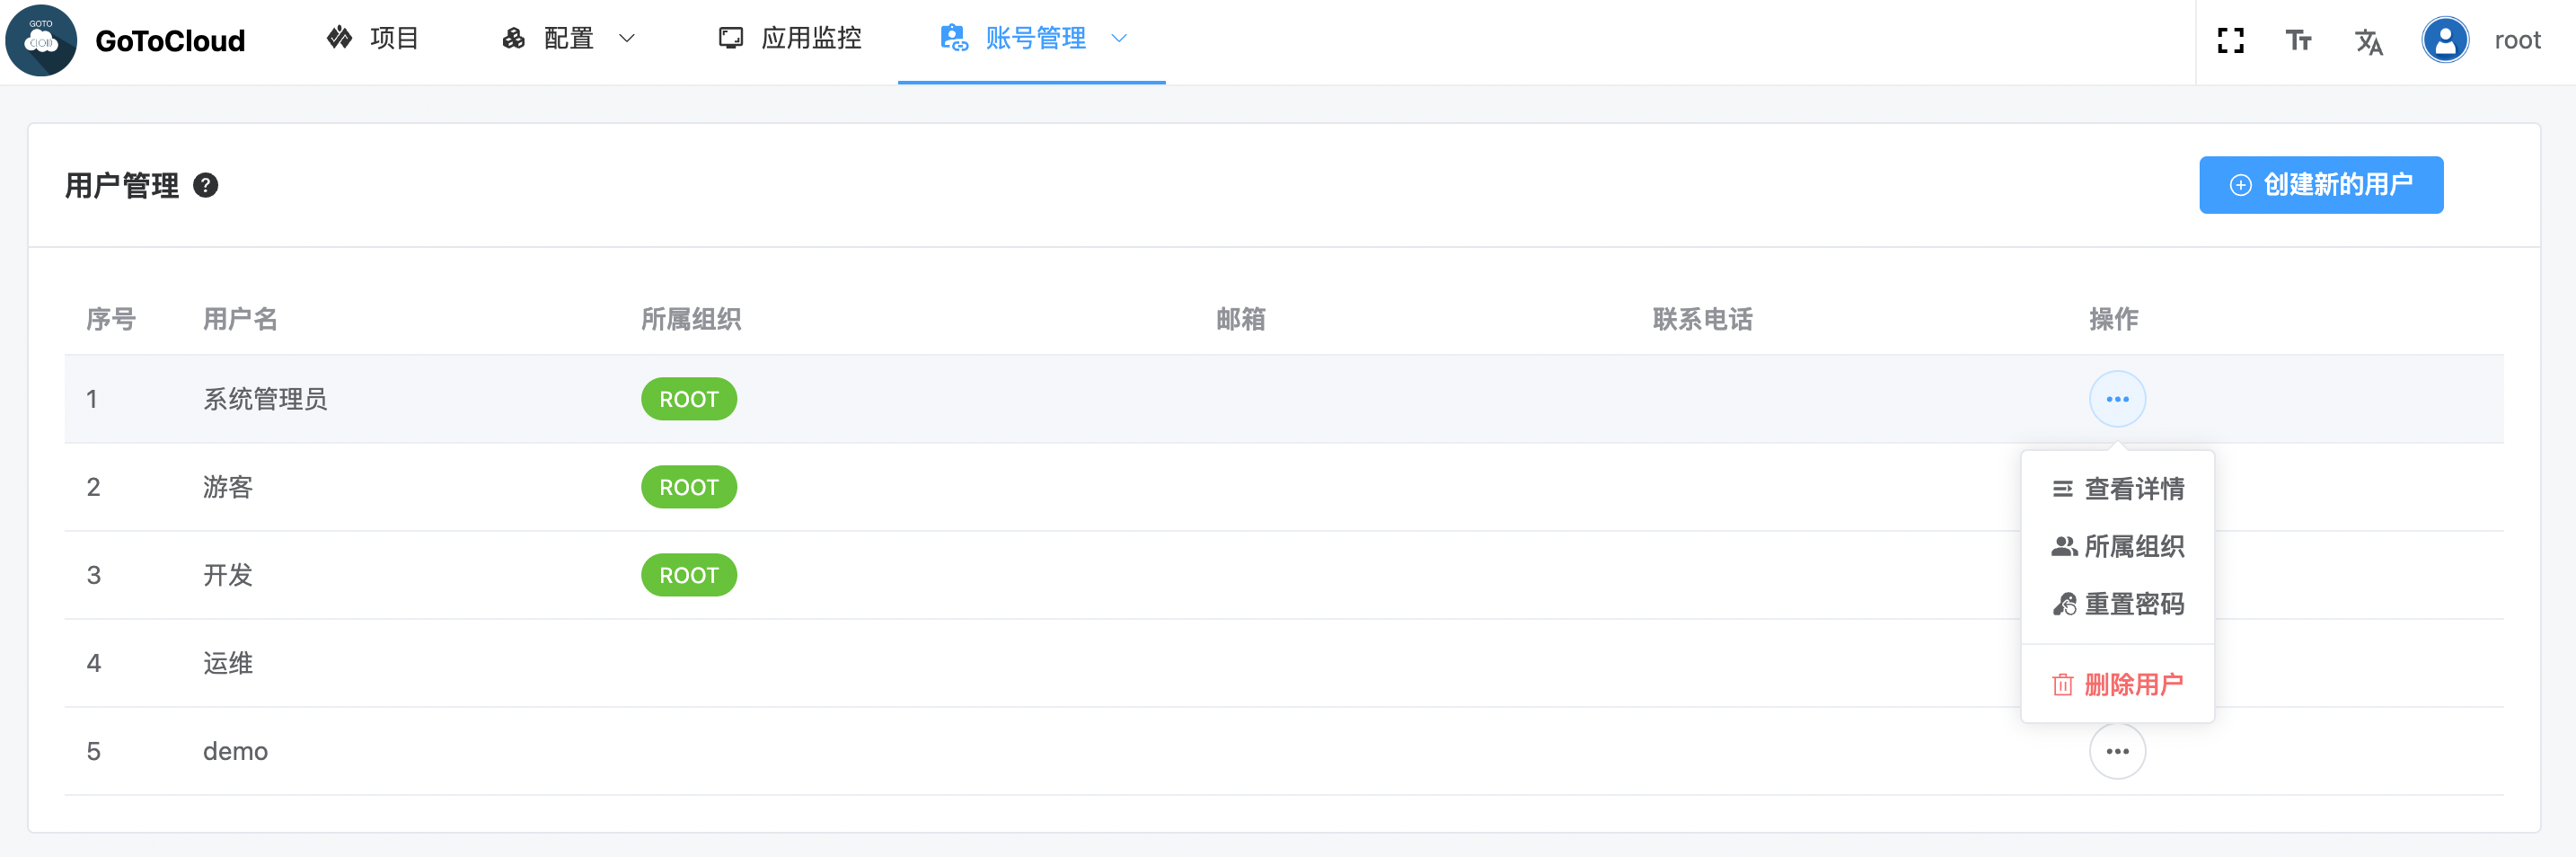 GOTO
CLOUD
GoToCloud
项目
配置
应用监控
账号管理
root
用户管理
创建新的用户
序号 用户名 所属组织 邮箱 联系电话 操作
1 系统管理员 ROOT
2 游客 ROOT
3 开发 ROOT
4 运维
5 demo
查看详情
所属组织
重置密码
删除用户